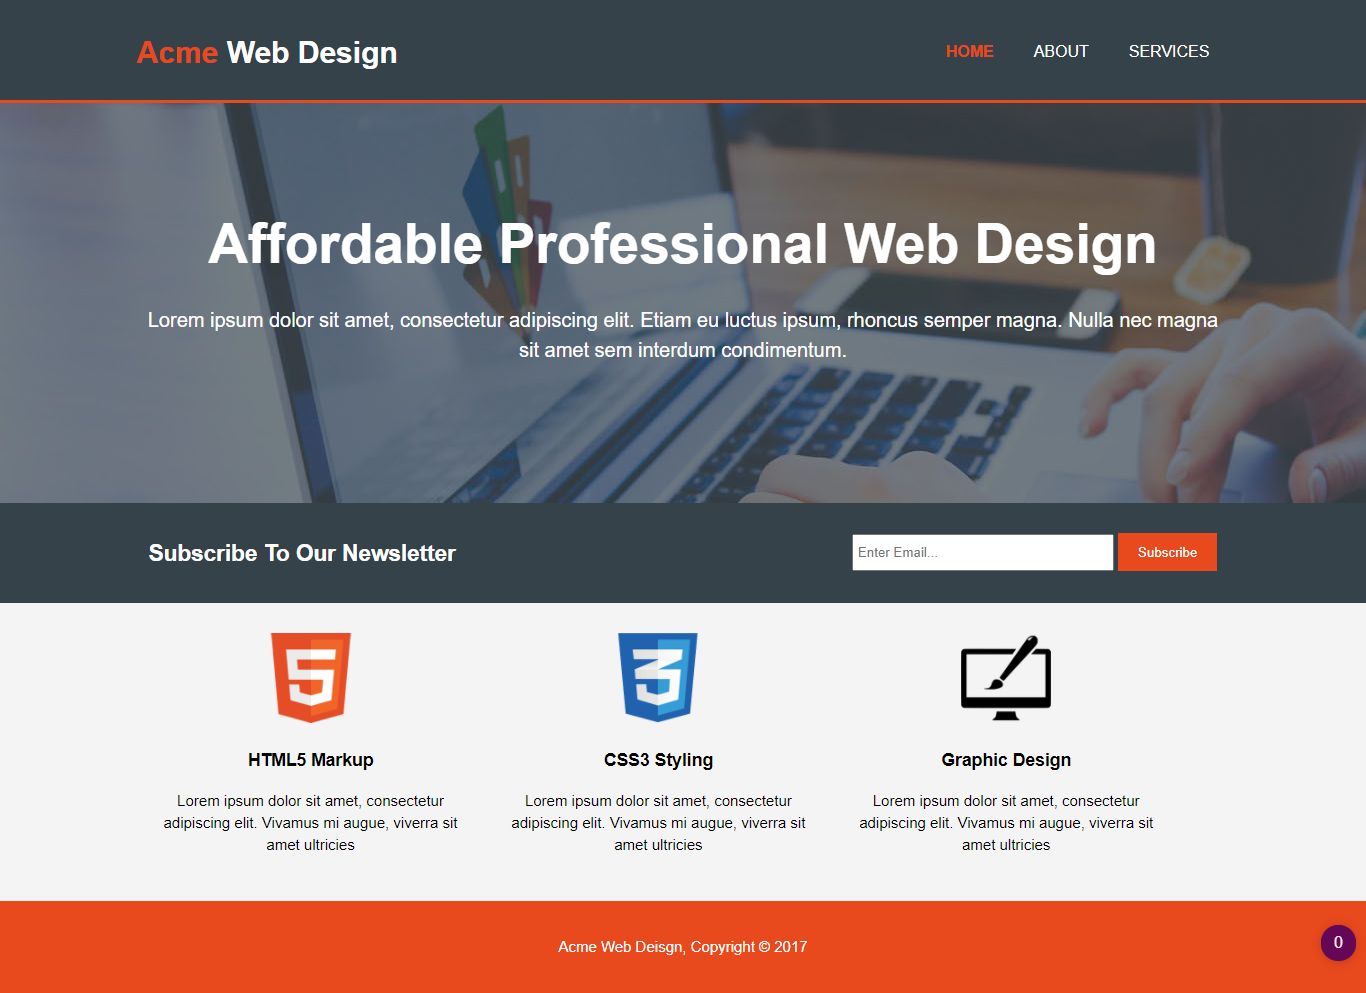 Acme Web Design
HOME ABOUT SERVICES
Affordable Professional Web Design
Lorem ipsum dolor sit amet, consectetur adipiscing elit. Etiam eu luctus ipsum, rhoncus semper magna. Nulla nec magna
sit amet sem interdum condimentum.
Subscribe To Our Newsletter
Enter Email...
Subscribe
HTML5 Markup
Lorem ipsum dolor sit amet, consectetur
adipiscing elit. Vivamus mi augue, viverra sit
amet ultricies
CSS3 Styling
Lorem ipsum dolor sit amet, consectetur
adipiscing elit. Vivamus mi augue, viverra sit
amet ultricies
Graphic Design
Lorem ipsum dolor sit amet, consectetur
adipiscing elit. Vivamus mi augue, viverra sit
amet ultricies
Acme Web Deisgn, Copyright © 2017
0